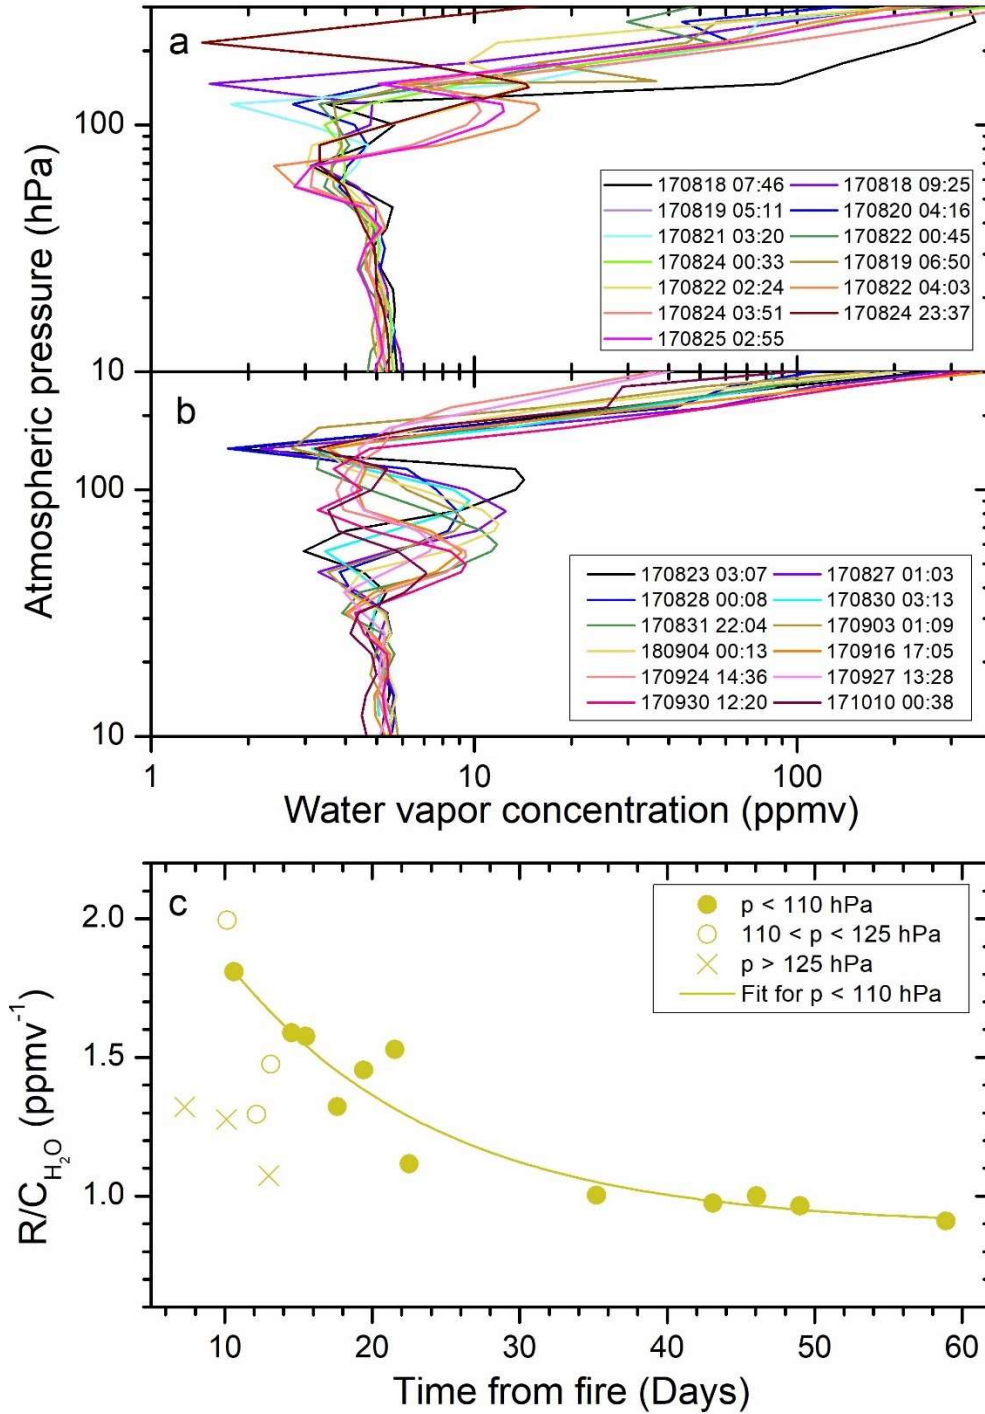 a
100
10
170818 07:46 170818 09:25
170819 05:11 170820 04:16
170821 03:20 170822 00:45
170824 00:33 170819 06:50
170822 02:24 170822 04:03
170824 03:51 170824 23:37
170825 02:55
Atmospheric pressure (hPa)
b
100
10
170823 03:07 170827 01:03
170828 00:08 170830 03:13
170831 22:04 170903 01:09
180904 00:13 170916 17:05
170924 14:36 170927 13:28
170930 12:20 171010 00:38
1 10 100
Water vapor concentration (ppmv)
c
2.0
1.5
1.0
p < 110 hPa
110 < p < 125 hPa
p > 125 hPa
Fit for p < 110 hPa
R/C_H₂O (ppmv⁻¹)
10 20 30 40 50 60
Time from fire (Days)